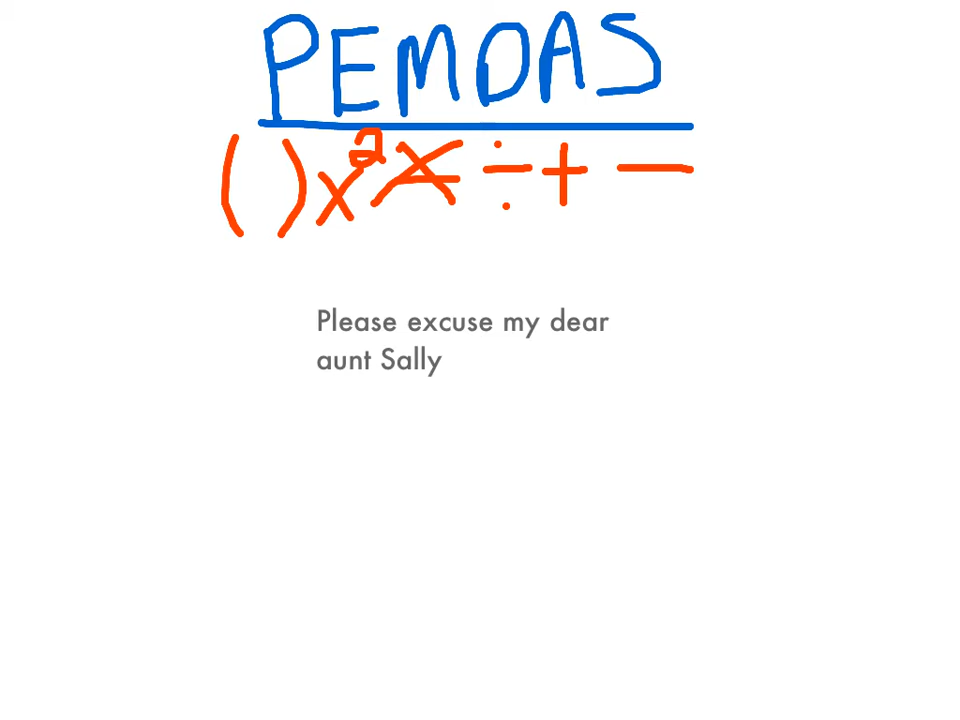 PEMDAS
( ) x² × ÷ + −
Please excuse my dear
aunt Sally